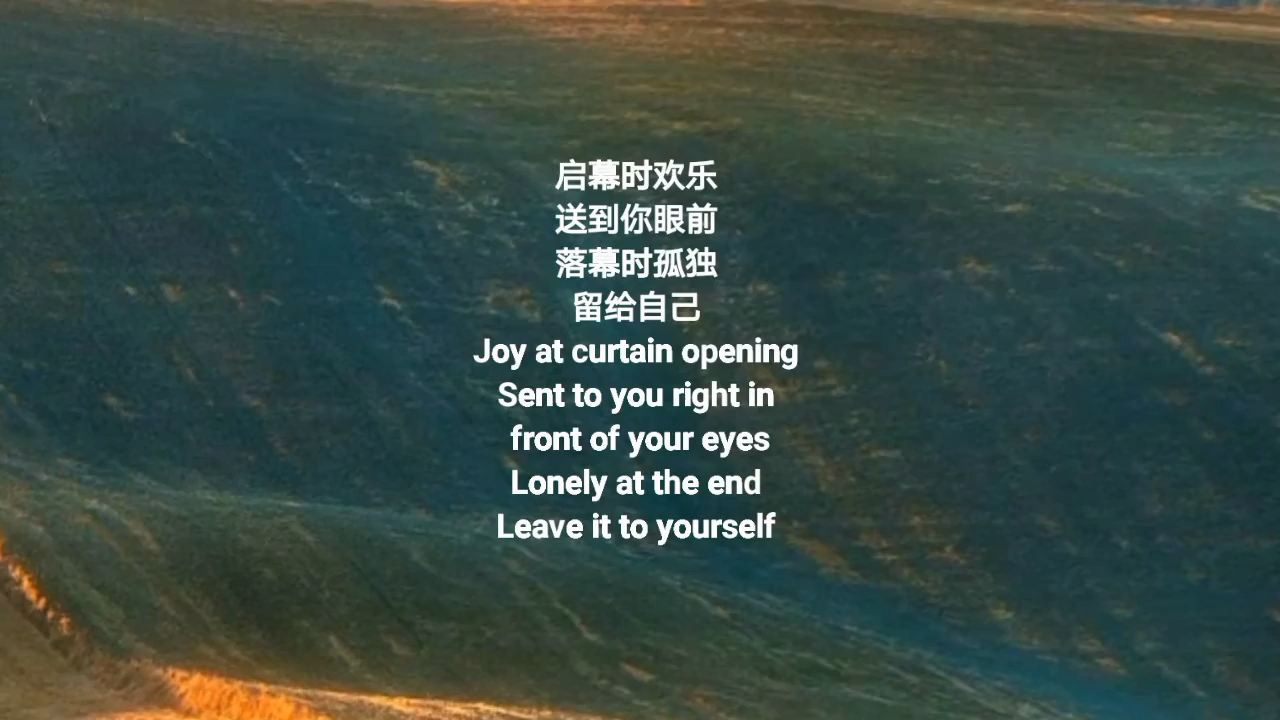 启幕时欢乐
送到你眼前
落幕时孤独
留给自己
Joy at curtain opening
Sent to you right in
front of your eyes
Lonely at the end
Leave it to yourself